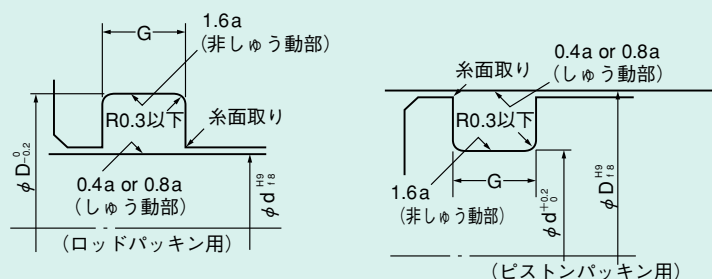 G
1.6a
(非しゅう動部)
R0.3以下
糸面取り
φD 0 -0.2
0.4a or 0.8a
(しゅう動部)
φd H9 f8
(ロッドパッキン用)
糸面取り
0.4a or 0.8a
(しゅう動部)
R0.3以下
G
1.6a
(非しゅう動部)
φd +0.2 0
φD H9 f8
(ピストンパッキン用)